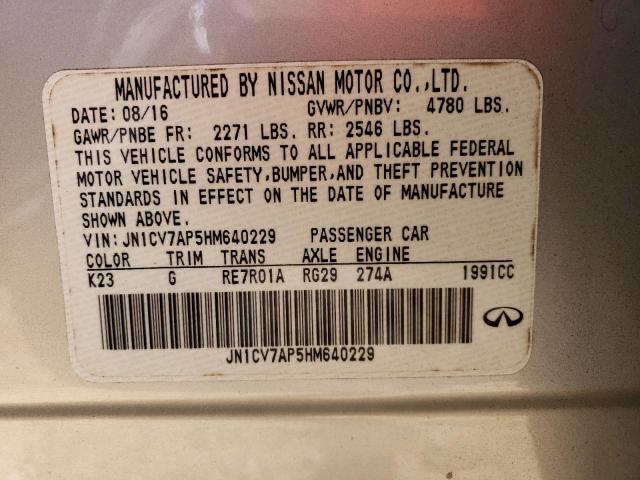 MANUFACTURED BY NISSAN MOTOR CO.,LTD.
DATE: 08/16 GVWR/PNBV: 4780 LBS.
GAWR/PNBE FR: 2271 LBS. RR: 2546 LBS.
THIS VEHICLE CONFORMS TO ALL APPLICABLE FEDERAL
MOTOR VEHICLE SAFETY,BUMPER,AND THEFT PREVENTION
STANDARDS IN EFFECT ON THE DATE OF MANUFACTURE
SHOWN ABOVE.
VIN:JN1CV7AP5HM640229 PASSENGER CAR
COLOR TRIM TRANS AXLE ENGINE
K23 G RE7R01A RG29 274A 1991CC
JN1CV7AP5HM640229